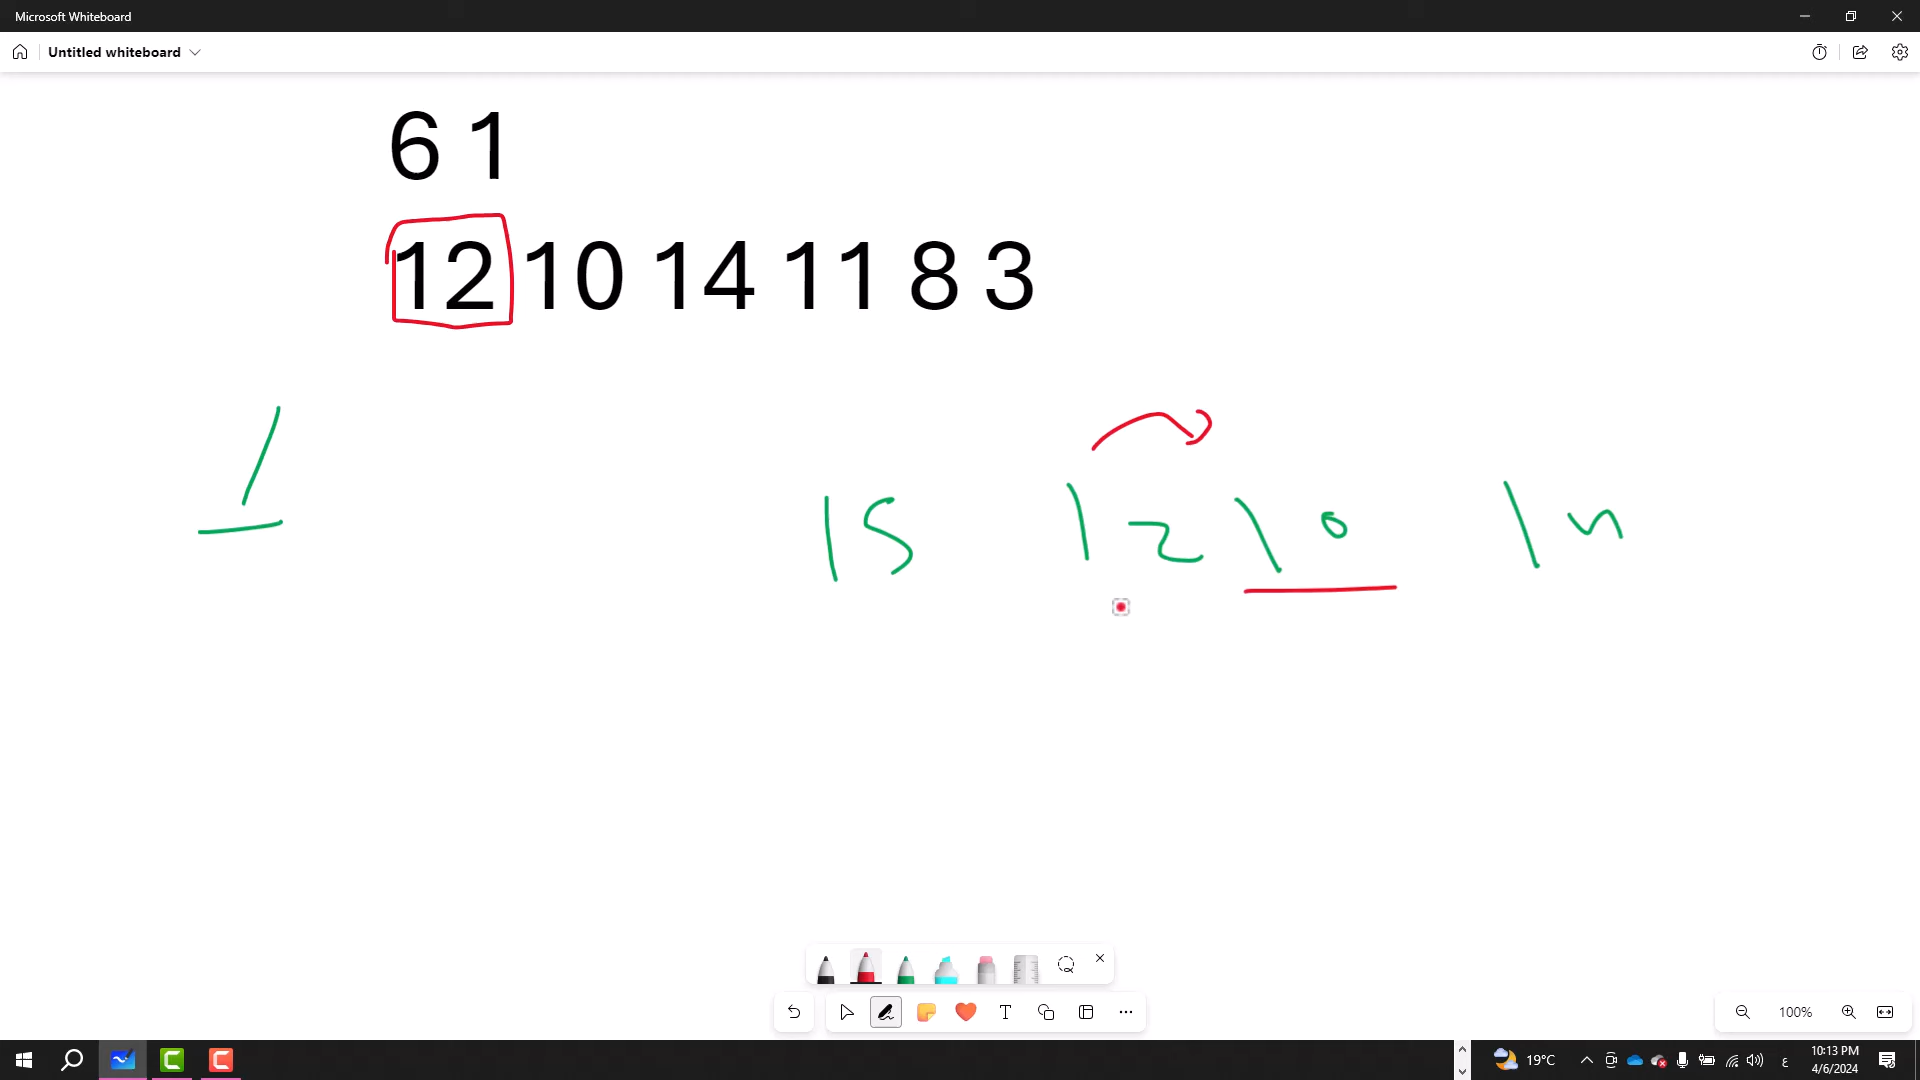 Microsoft Whiteboard
Untitled whiteboard
6 1
12 10 14 11 8 3
1
15 12 10
100%
19°C
ع
10:13 PM
4/6/2024